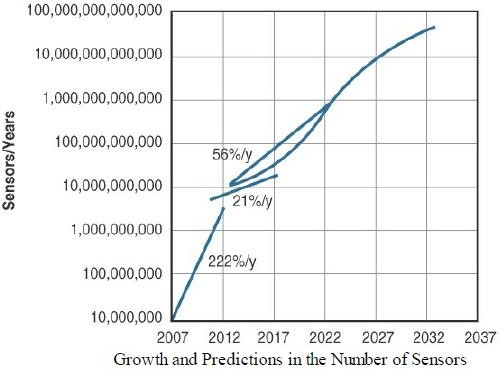 100,000,000,000,000
10,000,000,000,000
1,000,000,000,000
100,000,000,000
10,000,000,000
1,000,000,000
100,000,000
10,000,000
Sensors/Years
56%/y
21%/y
222%/y
2007 2012 2017 2022 2027 2032 2037
Growth and Predictions in the Number of Sensors